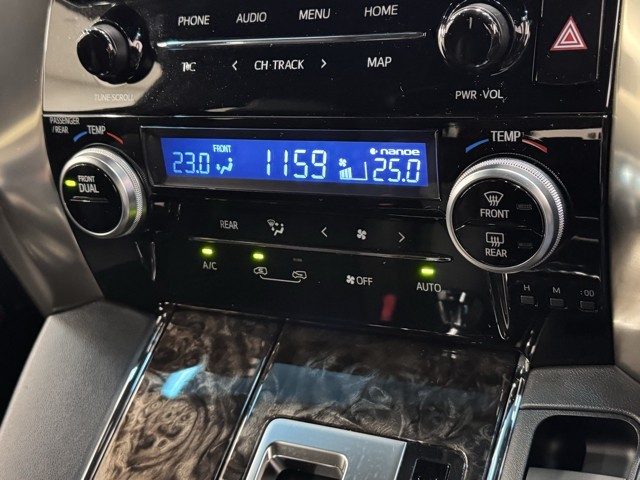 PHONE AUDIO MENU HOME
TUNE·SCROLL CH·TRACK MAP
PWR·VOL
PASSENGER
/REAR
TEMP
FRONT
DUAL
FRONT
23.0 1159 nanoe 25.0
TEMP
FRONT
REAR
REAR
A/C
OFF
AUTO
H M :00